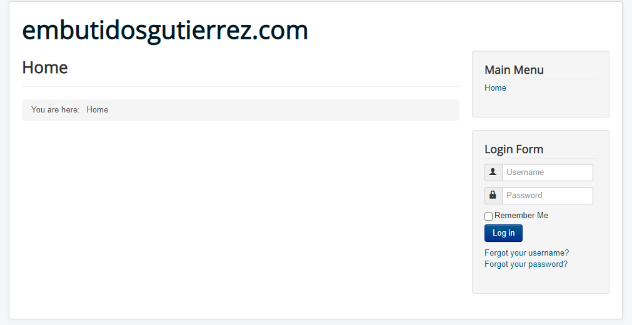 embutidosgutierrez.com
Home
You are here: Home
Main Menu
Home
Login Form
Username
Password
Remember Me
Log in
Forgot your username?
Forgot your password?